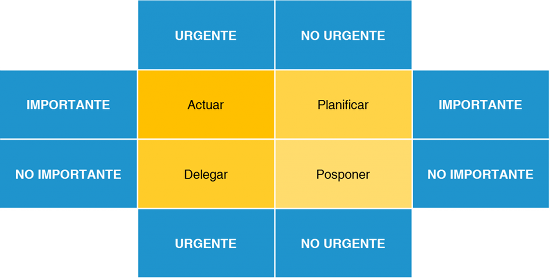 URGENTE NO URGENTE
IMPORTANTE Actuar Planificar IMPORTANTE
NO IMPORTANTE Delegar Posponer NO IMPORTANTE
URGENTE NO URGENTE